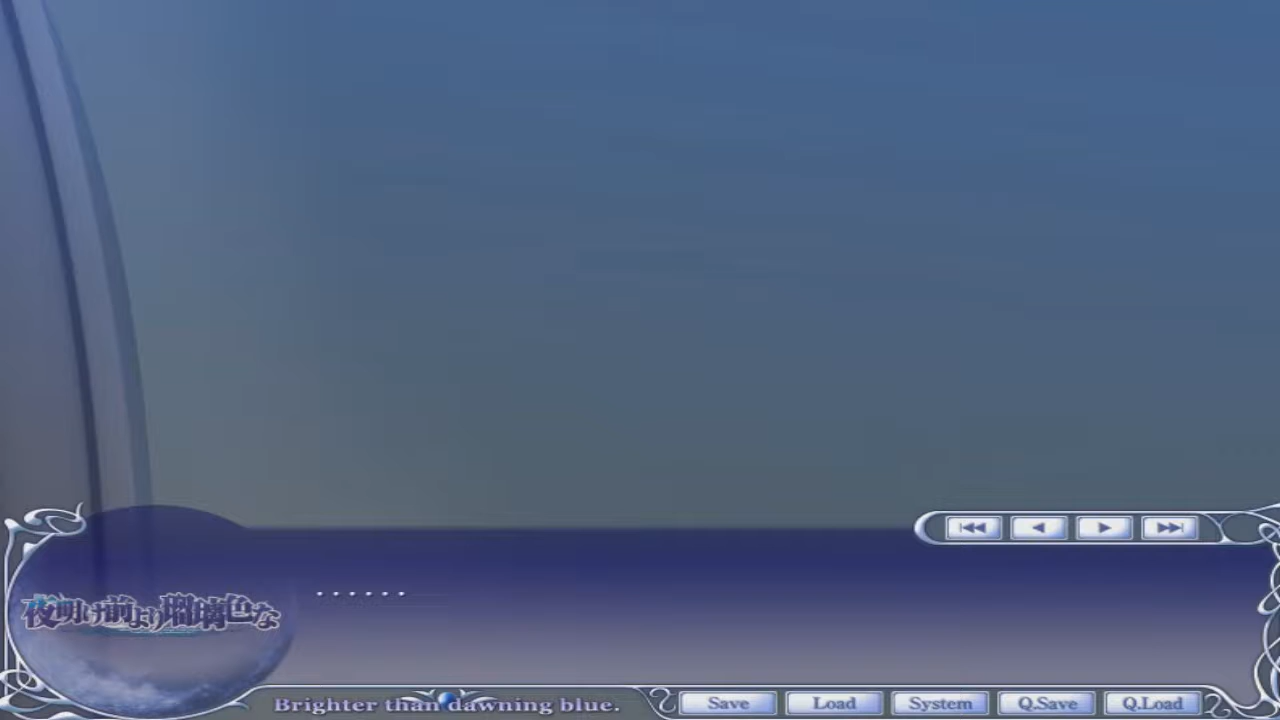 ......
夜明け前より瑠璃色な
Brighter than dawning blue.
Save
Load
System
Q.Save
Q.Load